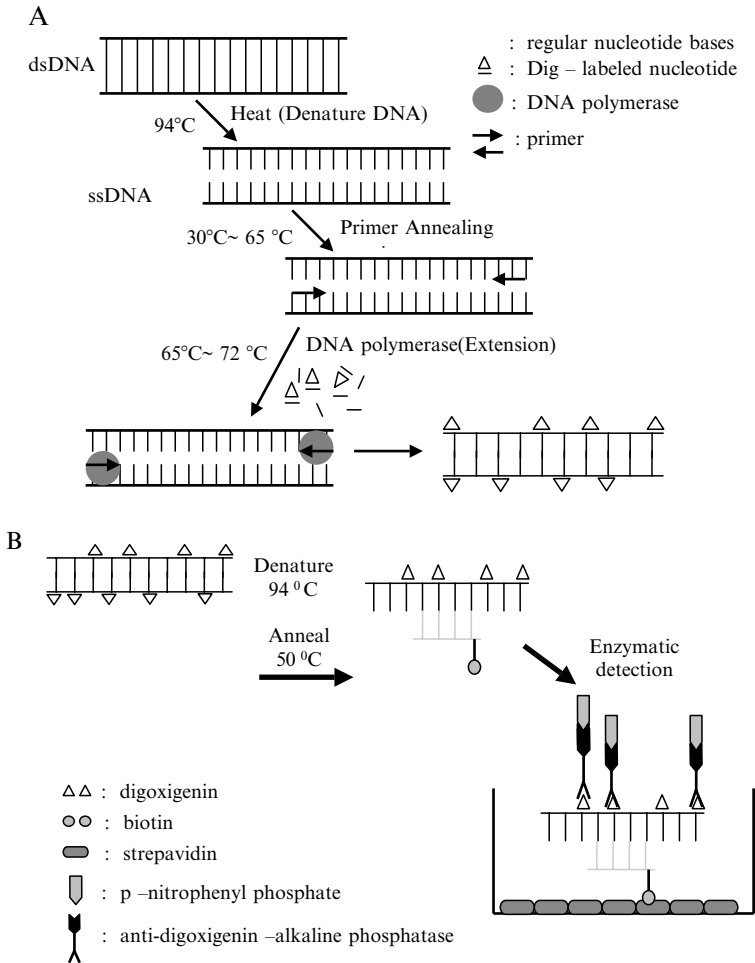 A
dsDNA
: regular nucleotide bases
: Dig – labeled nucleotide
: DNA polymerase
: primer
94°C
Heat (Denature DNA)
ssDNA
30°C~ 65 °C
Primer Annealing
65°C~ 72 °C
DNA polymerase(Extension)
B
Denature
94 ⁰C
Anneal
50 ⁰C
Enzymatic
detection
: digoxigenin
: biotin
: strepavidin
: p –nitrophenyl phosphate
: anti-digoxigenin –alkaline phosphatase